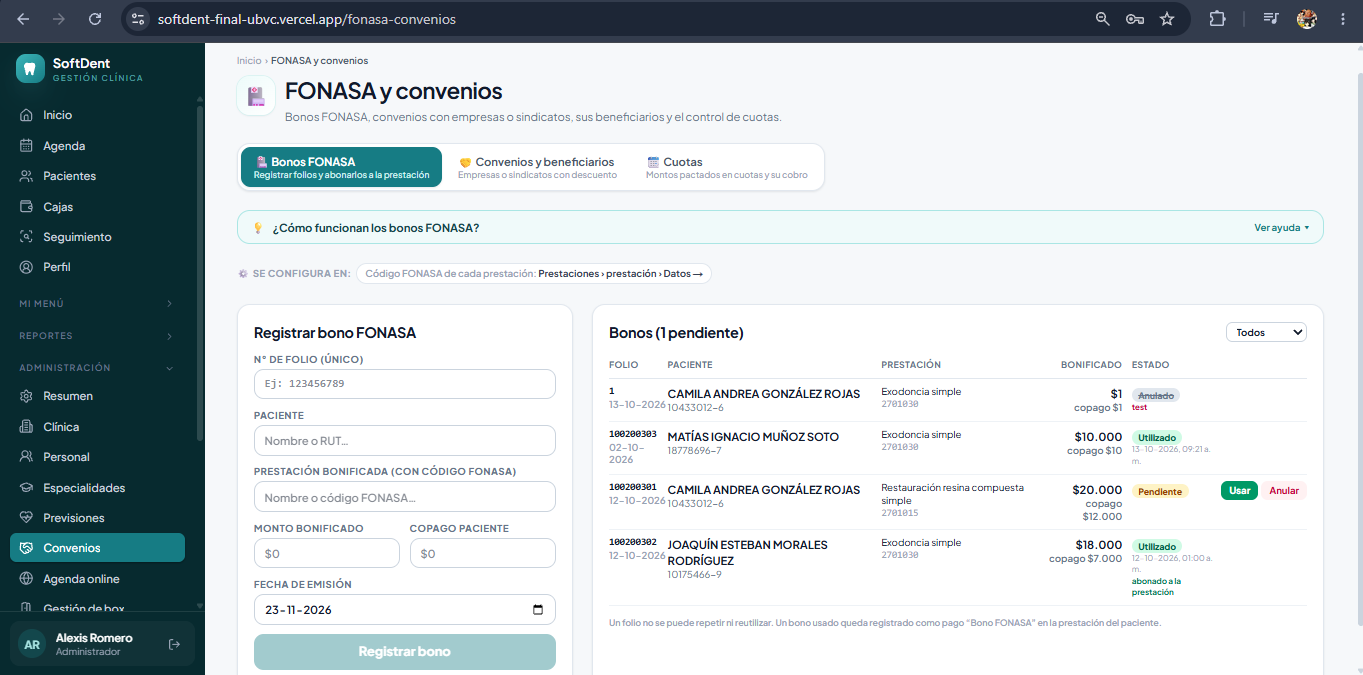 softdent-final-ubvc.vercel.app/fonasa-convenios
SoftDent
GESTIÓN CLÍNICA
Inicio
Agenda
Pacientes
Cajas
Seguimiento
Perfil
MI MENÚ
REPORTES
ADMINISTRACIÓN
Resumen
Clínica
Personal
Especialidades
Previsiones
Convenios
Agenda online
Gestión de box
AR
Alexis Romero
Administrador
Inicio › FONASA y convenios
FONASA y convenios
Bonos FONASA, convenios con empresas o sindicatos, sus beneficiarios y el control de cuotas.
Bonos FONASA
Registrar folios y abonarlos a la prestación
Convenios y beneficiarios
Empresas o sindicatos con descuento
Cuotas
Montos pactados en cuotas y su cobro
¿Cómo funcionan los bonos FONASA?
Ver ayuda ▾
SE CONFIGURA EN:
Código FONASA de cada prestación: Prestaciones › prestación › Datos →
Registrar bono FONASA
N° DE FOLIO (ÚNICO)
Ej: 123456789
PACIENTE
Nombre o RUT...
PRESTACIÓN BONIFICADA (CON CÓDIGO FONASA)
Nombre o código FONASA...
MONTO BONIFICADO
COPAGO PACIENTE
$0
$0
FECHA DE EMISIÓN
23-11-2026
Registrar bono
Bonos (1 pendiente)
Todos
FOLIO PACIENTE PRESTACIÓN BONIFICADO ESTADO
1 CAMILA ANDREA GONZÁLEZ ROJAS Exodoncia simple $1 Anulado
13-10-2026 10433012-6 2701030 copago $1 test
100200303 MATÍAS IGNACIO MUÑOZ SOTO Exodoncia simple $10.000 Utilizado
02-10-2026 18778696-7 2701030 copago $10 13-10-2026, 09:21 a. m.
100200301 CAMILA ANDREA GONZÁLEZ ROJAS Restauración resina compuesta simple $20.000 Pendiente Usar Anular
12-10-2026 10433012-6 2701015 copago $12.000
100200302 JOAQUÍN ESTEBAN MORALES RODRÍGUEZ Exodoncia simple $18.000 Utilizado
12-10-2026 10175466-9 2701030 copago $7.000 12-10-2026, 01:00 a. m.
abonado a la prestación
Un folio no se puede repetir ni reutilizar. Un bono usado queda registrado como pago "Bono FONASA" en la prestación del paciente.